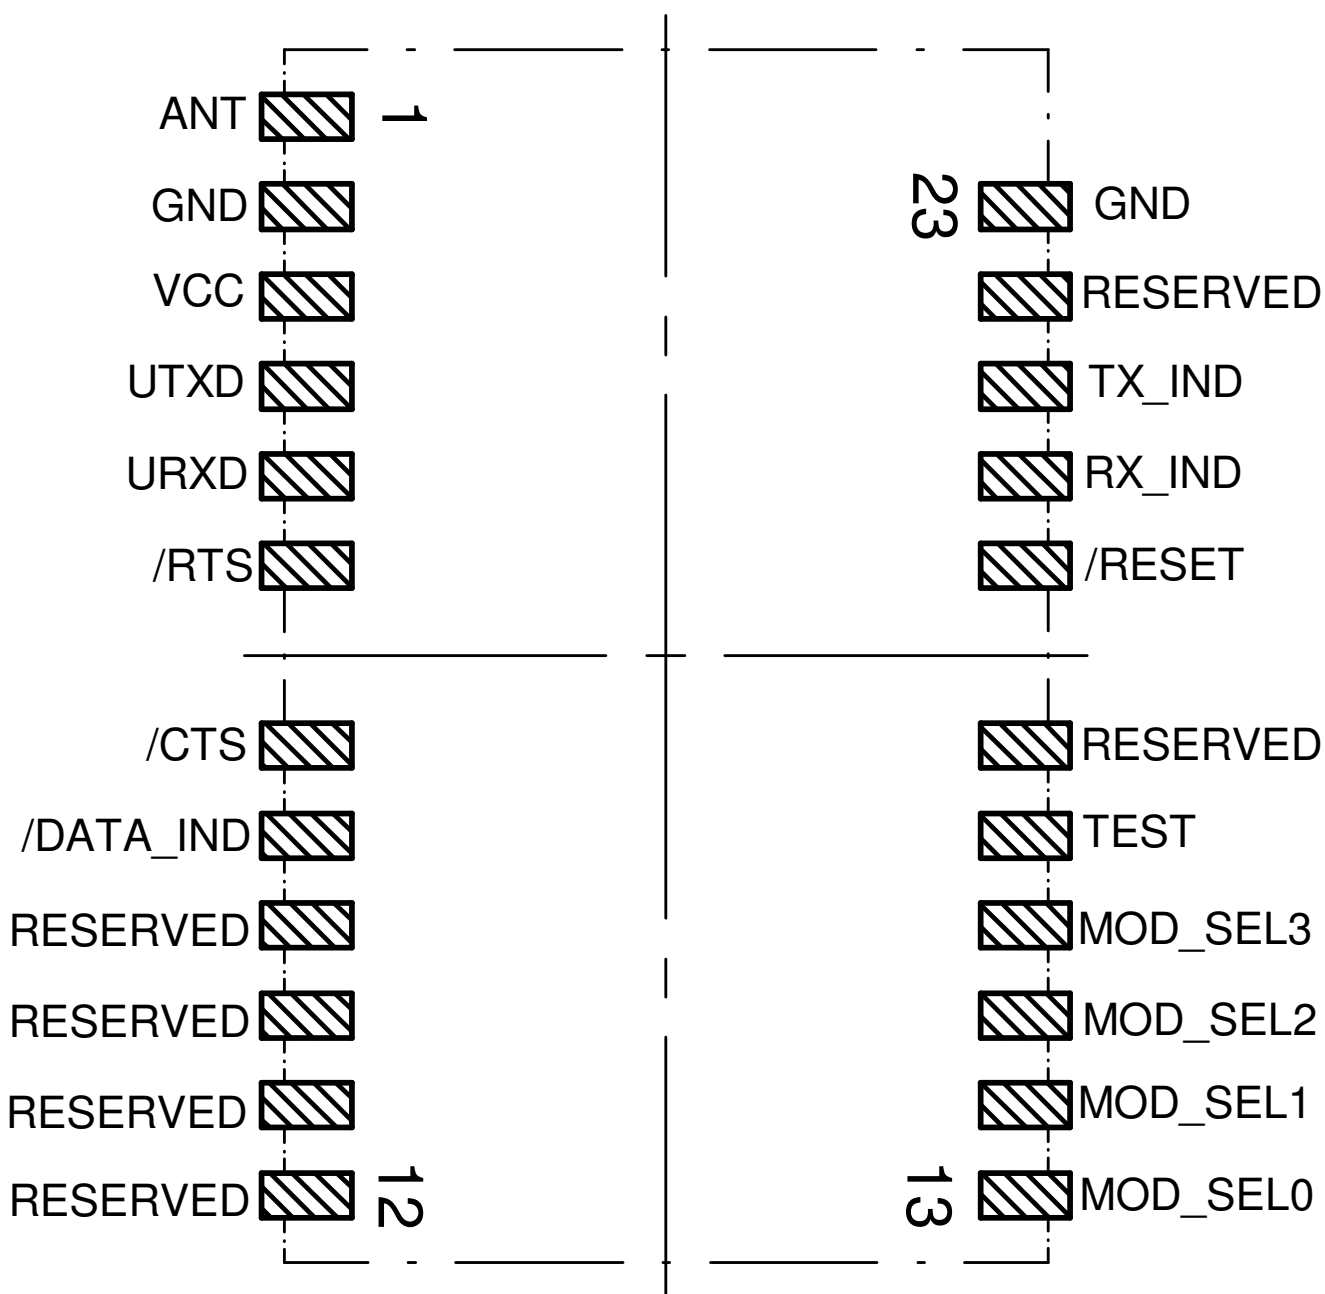 ANT 1
GND 23 GND
VCC RESERVED
UTXD TX_IND
URXD RX_IND
/RTS /RESET
/CTS RESERVED
/DATA_IND TEST
RESERVED MOD_SEL3
RESERVED MOD_SEL2
RESERVED MOD_SEL1
RESERVED 12 13 MOD_SEL0